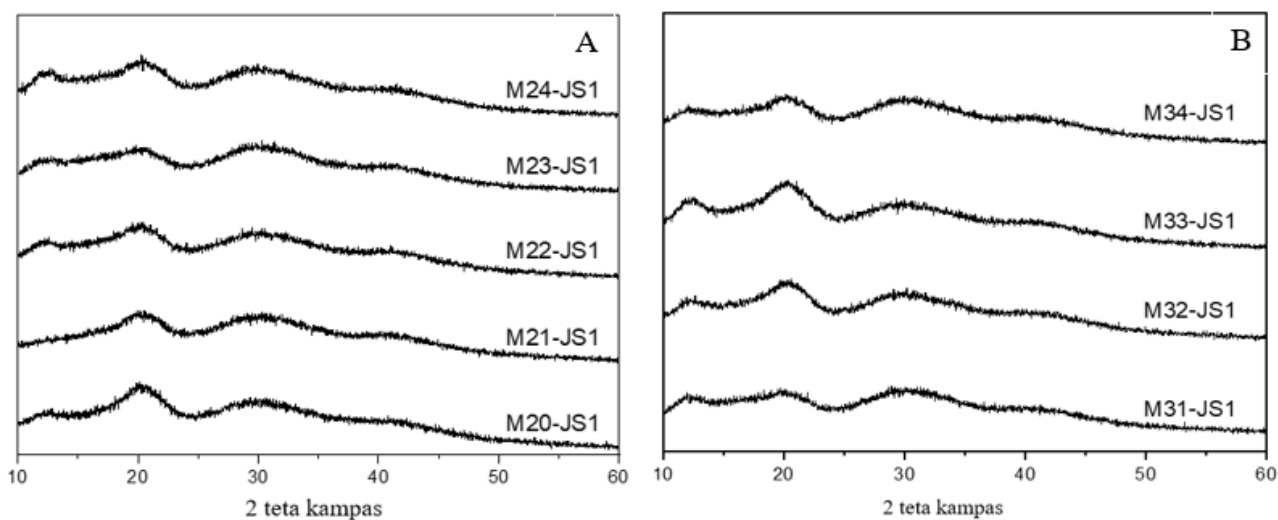 A
M24-JS1
M23-JS1
M22-JS1
M21-JS1
M20-JS1
10 20 30 40 50 60
2 teta kampas
B
M34-JS1
M33-JS1
M32-JS1
M31-JS1
10 20 30 40 50 60
2 teta kampas